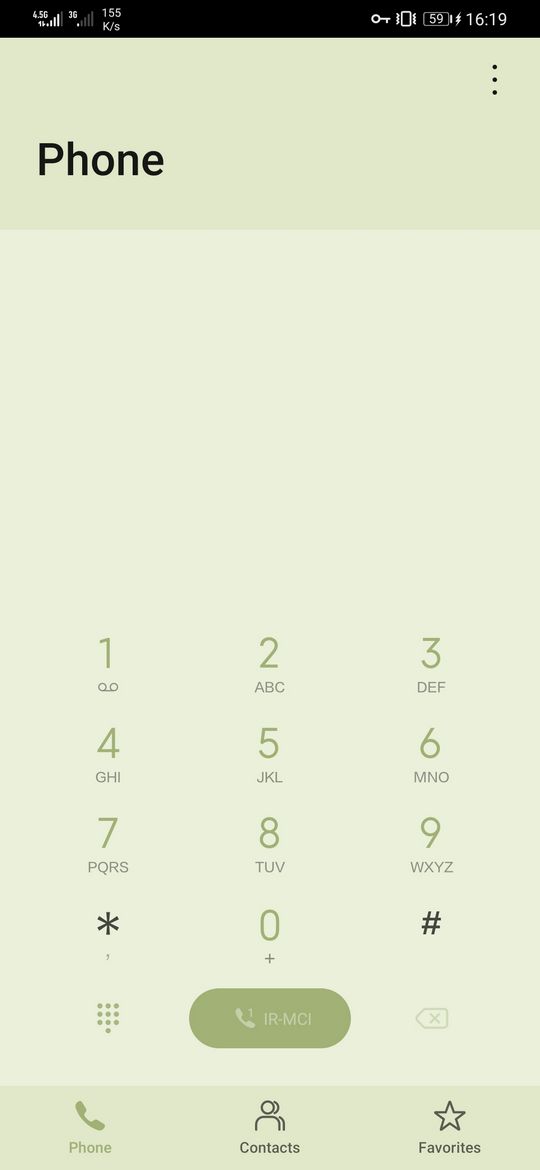 4.5G 3G 155 K/s 59 16:19
Phone
1 2 3
ABC DEF
4 5 6
GHI JKL MNO
7 8 9
PQRS TUV WXYZ
* 0 #
, +
1 IR-MCI
Phone Contacts Favorites